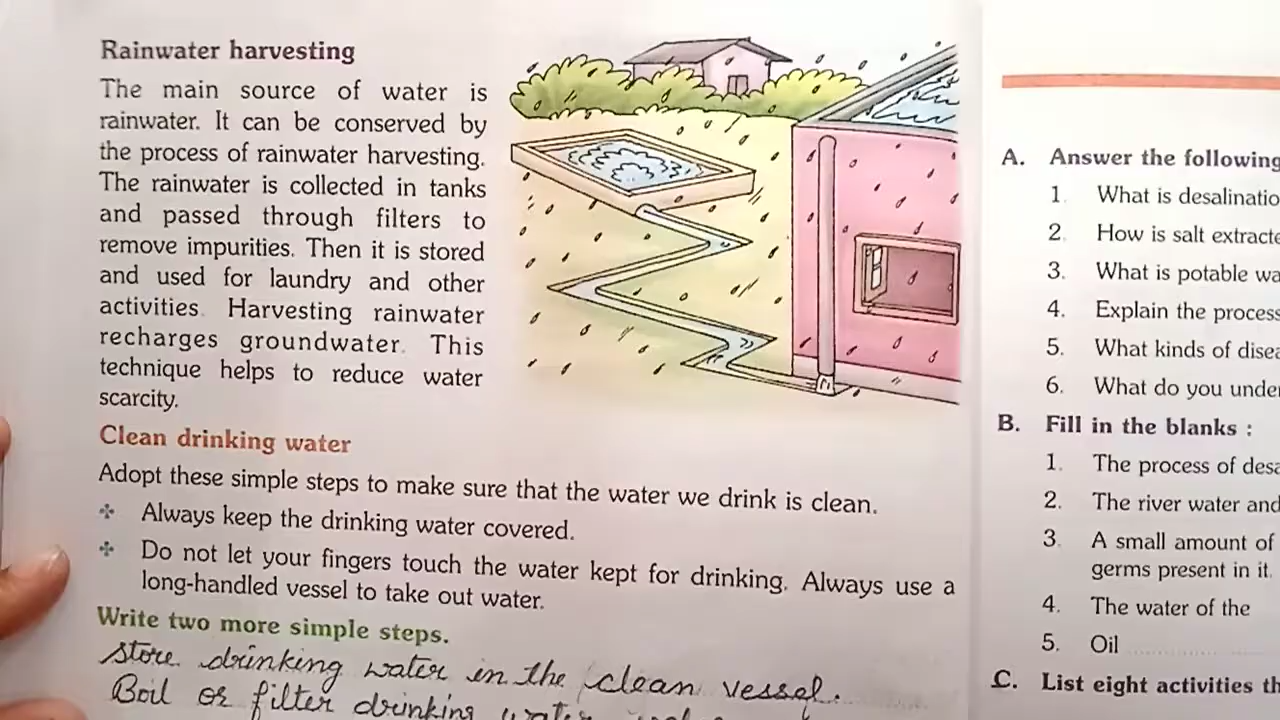 Rainwater harvesting
The main source of water is
rainwater. It can be conserved by
the process of rainwater harvesting.
The rainwater is collected in tanks
and passed through filters to
remove impurities. Then it is stored
and used for laundry and other
activities. Harvesting rainwater
recharges groundwater. This
technique helps to reduce water
scarcity.
Clean drinking water
Adopt these simple steps to make sure that the water we drink is clean.
Always keep the drinking water covered.
Do not let your fingers touch the water kept for drinking. Always use a
long-handled vessel to take out water.
Write two more simple steps.
store drinking water in the clean vessel.
Boil or filter drinking water
A. Answer the following
1. What is
2. How is salt
3. What is potable
4. Explain the process
5. What kinds of
6. What do you
B. Fill in the blanks :
1. The process of
2. The river water and
3. A small amount of
germs present in it.
4. The water of the
5. Oil
C. List eight activities